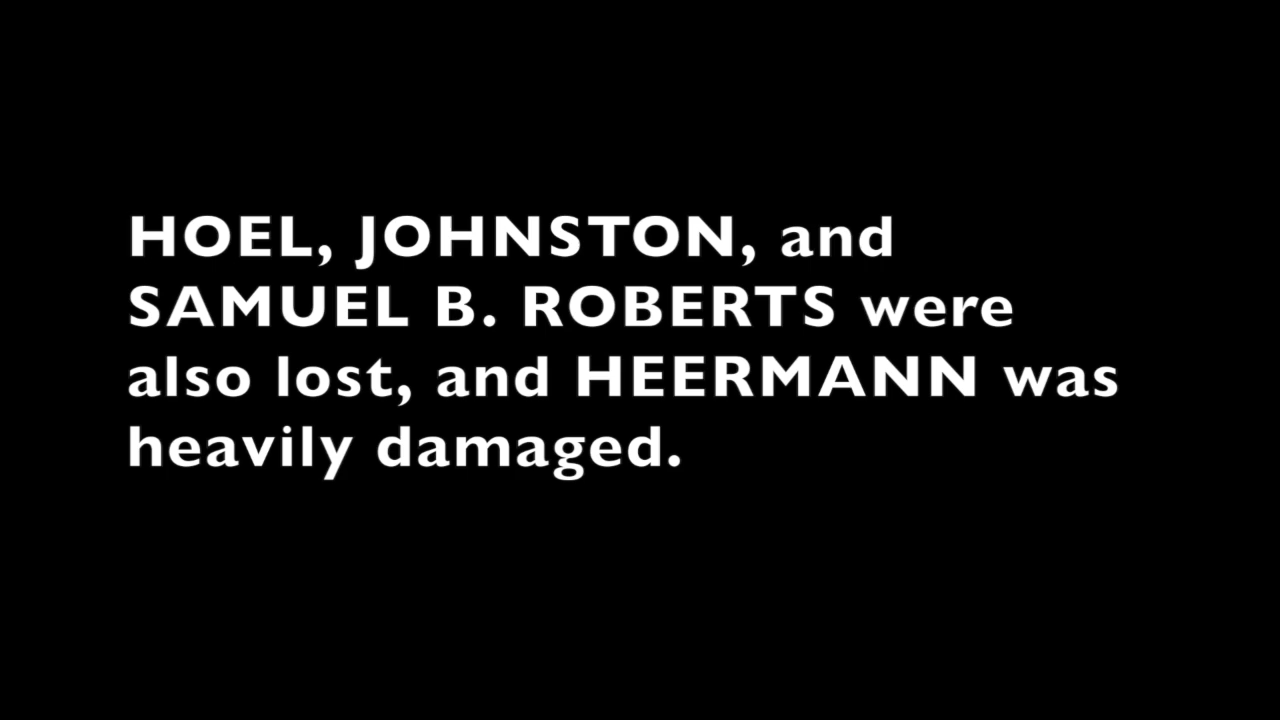 HOEL, JOHNSTON, and
SAMUEL B. ROBERTS were
also lost, and HEERMANN was
heavily damaged.